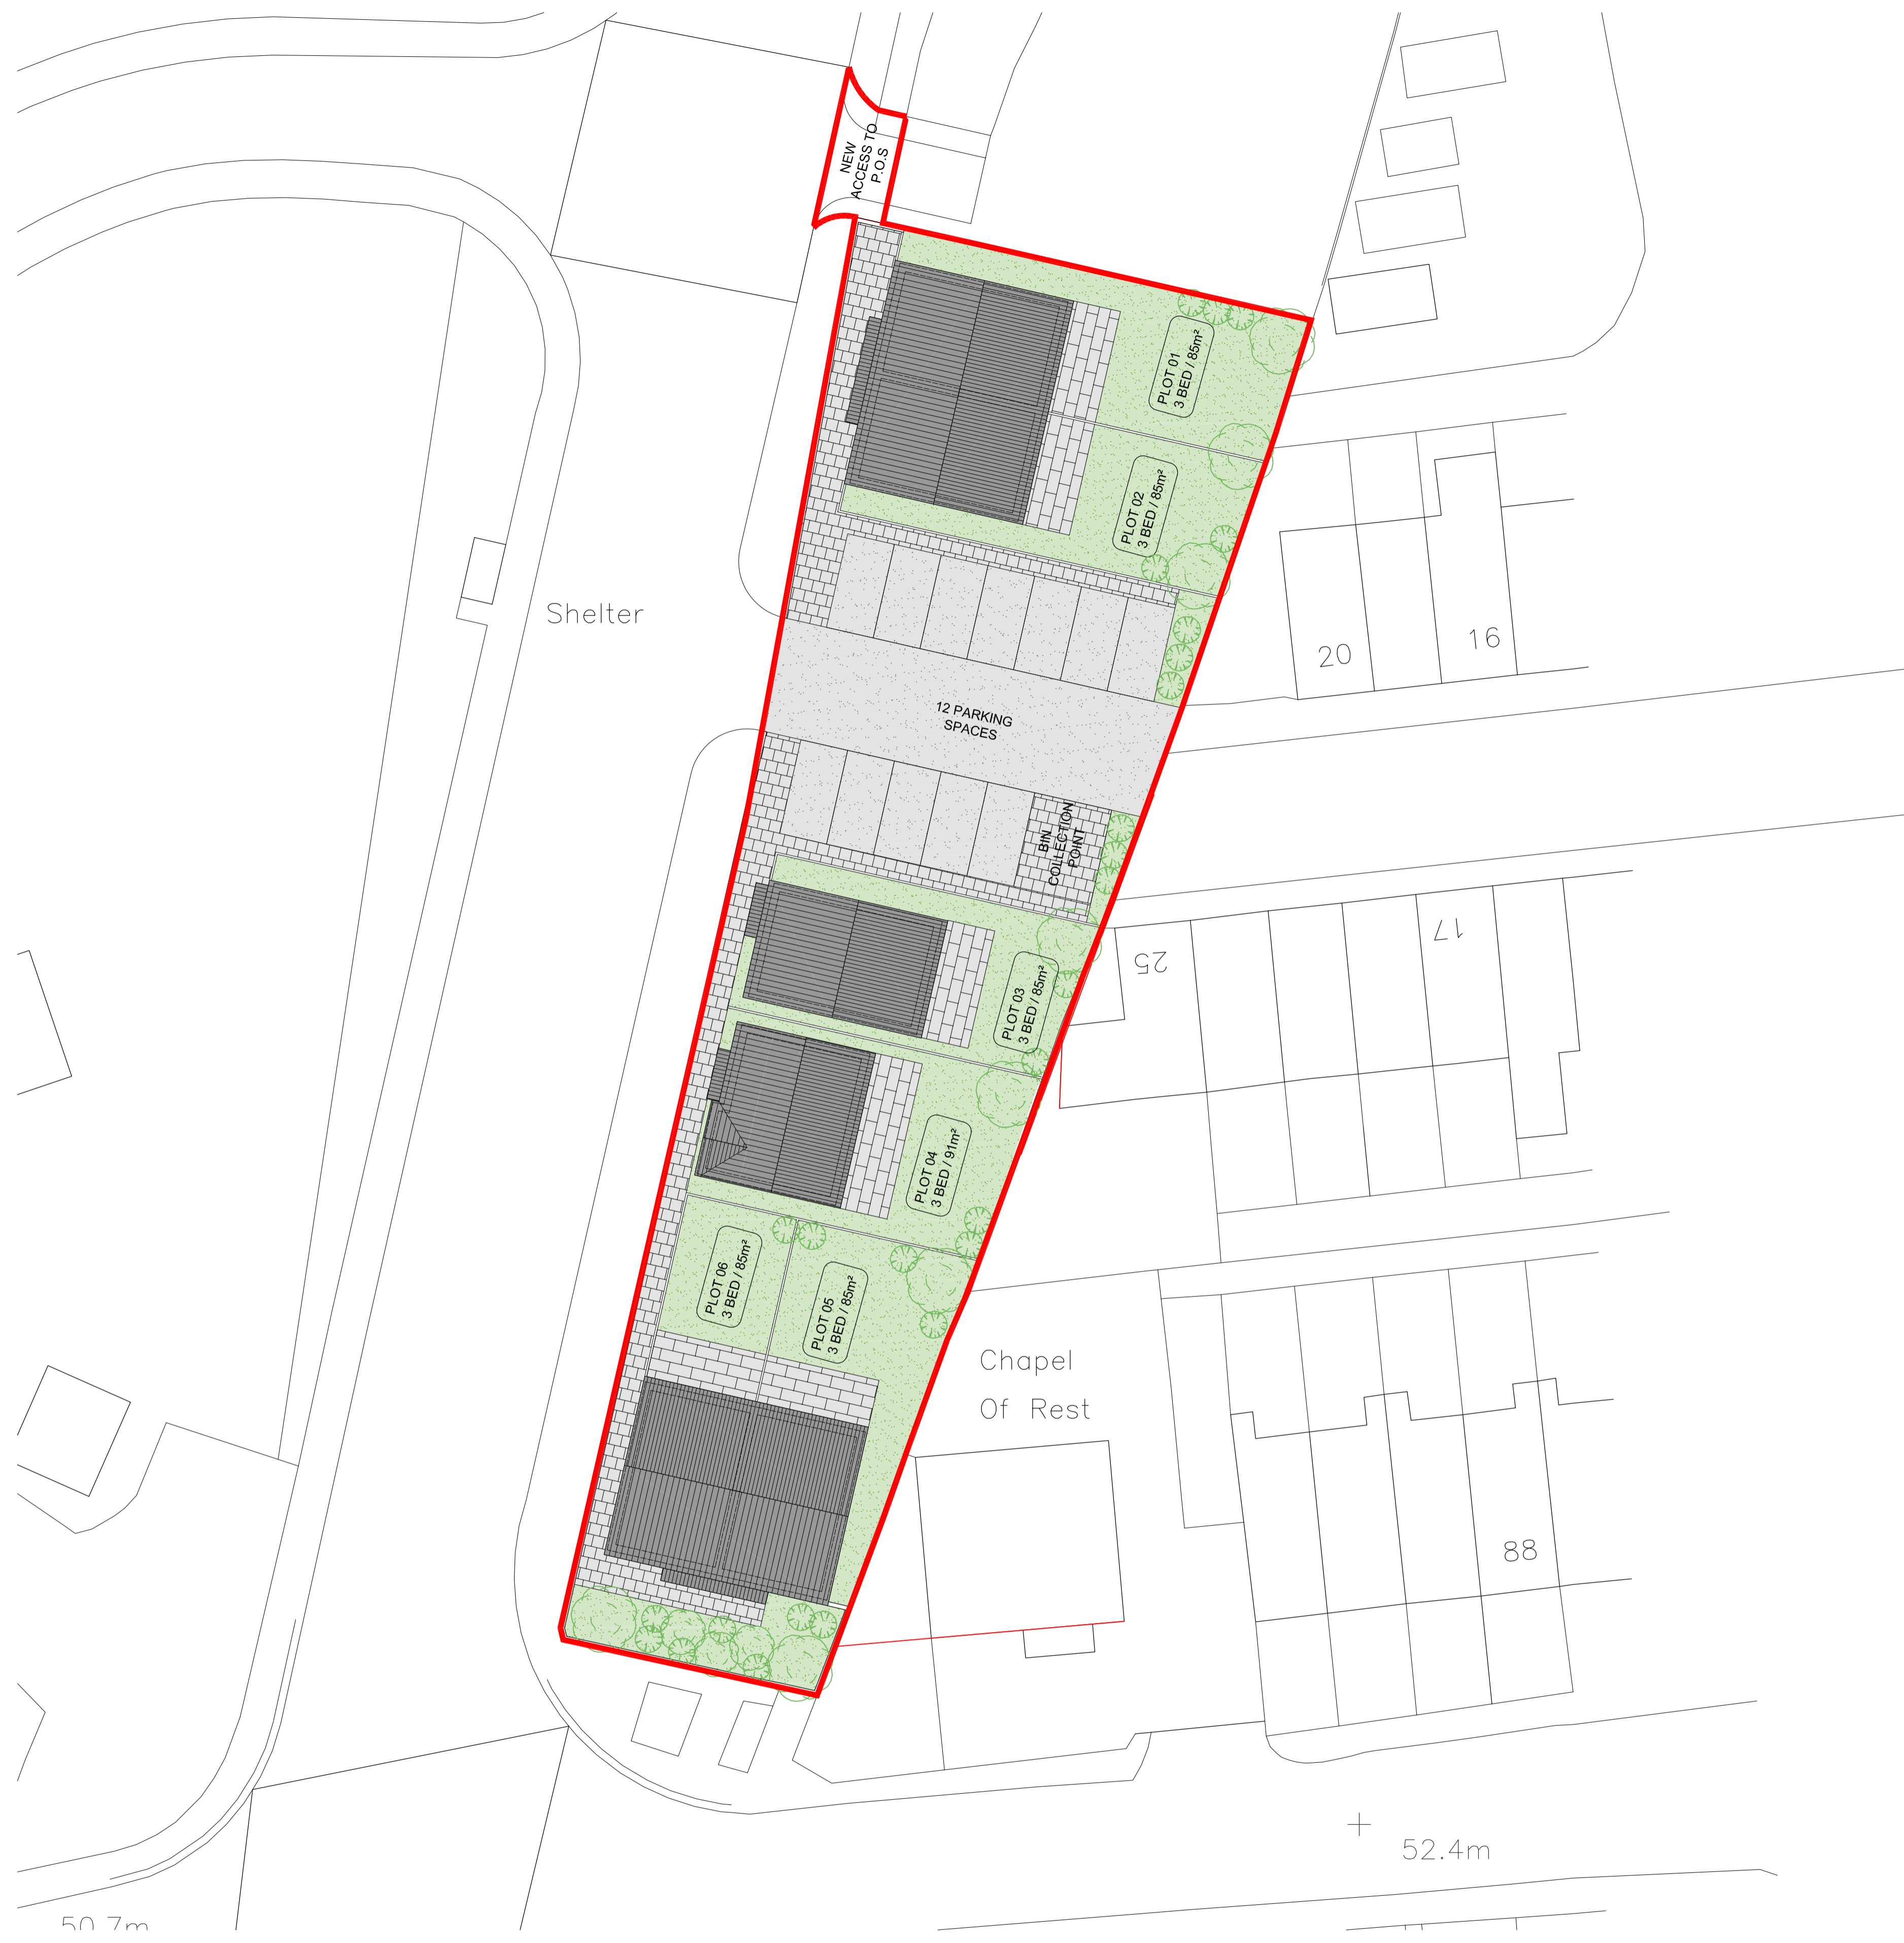 NEW
ACCESS TO
P.O.S
PLOT 01
3 BED / 85m²
PLOT 02
3 BED / 85m²
Shelter
20
16
12 PARKING
SPACES
BIN
COLLECTION
POINT
25
17
PLOT 03
3 BED / 85m²
PLOT 04
3 BED / 91m²
PLOT 06
3 BED / 85m²
PLOT 05
3 BED / 85m²
Chapel
Of Rest
88
52.4m
50.7m